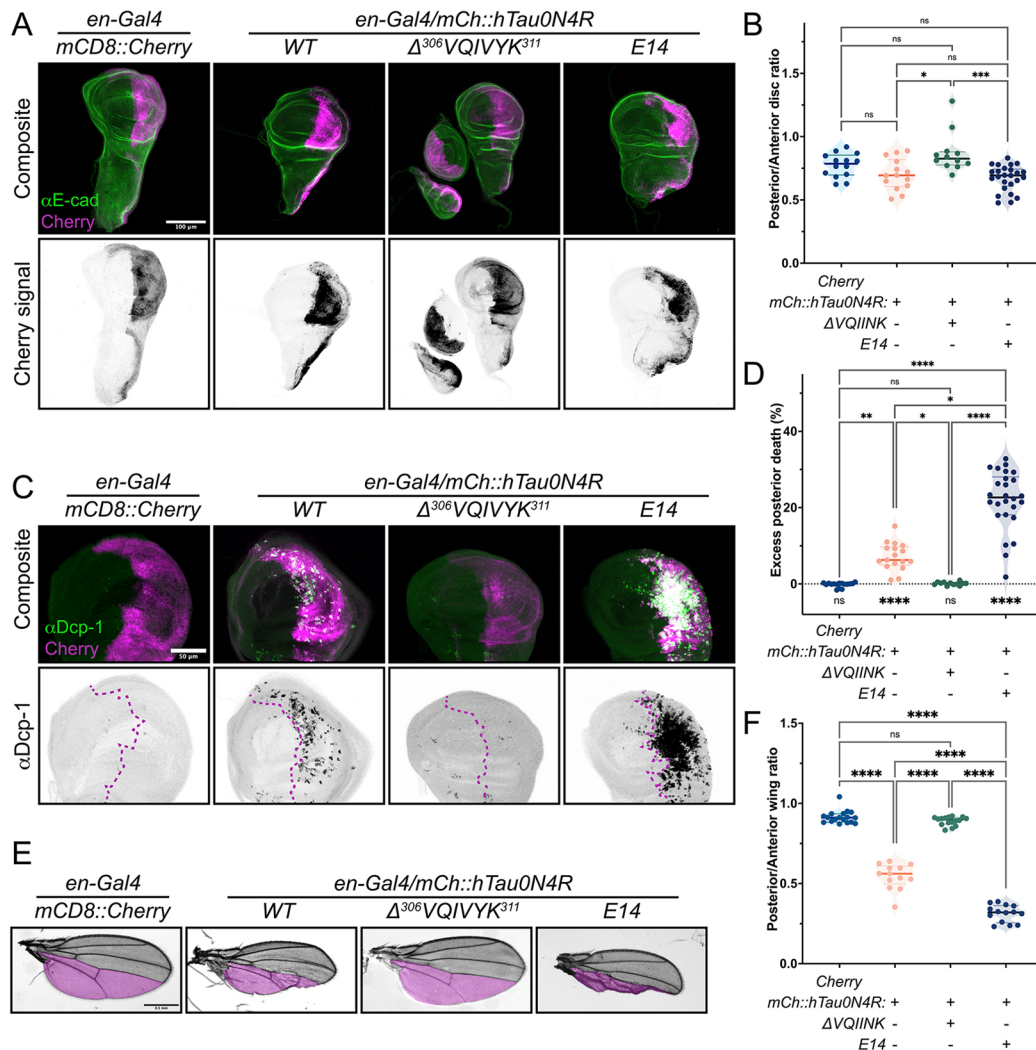 A
en-Gal4
mCD8::Cherry
en-Gal4/mCh::hTau0N4R
WT
Δ³⁰⁶VQIVYK³¹¹
E14
Composite
αE-cad
Cherry
100 μm
Cherry signal
B
Posterior/Anterior disc ratio
1.5
1.0
0.5
0.0
ns
ns
ns
* ***
ns
Cherry
mCh::hTau0N4R: + + +
ΔVQIINK - + -
E14 - - +
C
en-Gal4
mCD8::Cherry
en-Gal4/mCh::hTau0N4R
WT
Δ³⁰⁶VQIVYK³¹¹
E14
Composite
αDcp-1
Cherry
50 μm
αDcp-1
D
Excess posterior death (%)
40
20
0
****
ns
*
** * ****
ns **** ns ****
Cherry
mCh::hTau0N4R: + + +
ΔVQIINK - + -
E14 - - +
E
en-Gal4
mCD8::Cherry
en-Gal4/mCh::hTau0N4R
WT
Δ³⁰⁶VQIVYK³¹¹
E14
0.5 mm
F
Posterior/Anterior wing ratio
1.5
1.0
0.5
0.0
****
ns
****
**** **** ****
Cherry
mCh::hTau0N4R: + + +
ΔVQIINK - + -
E14 - - +